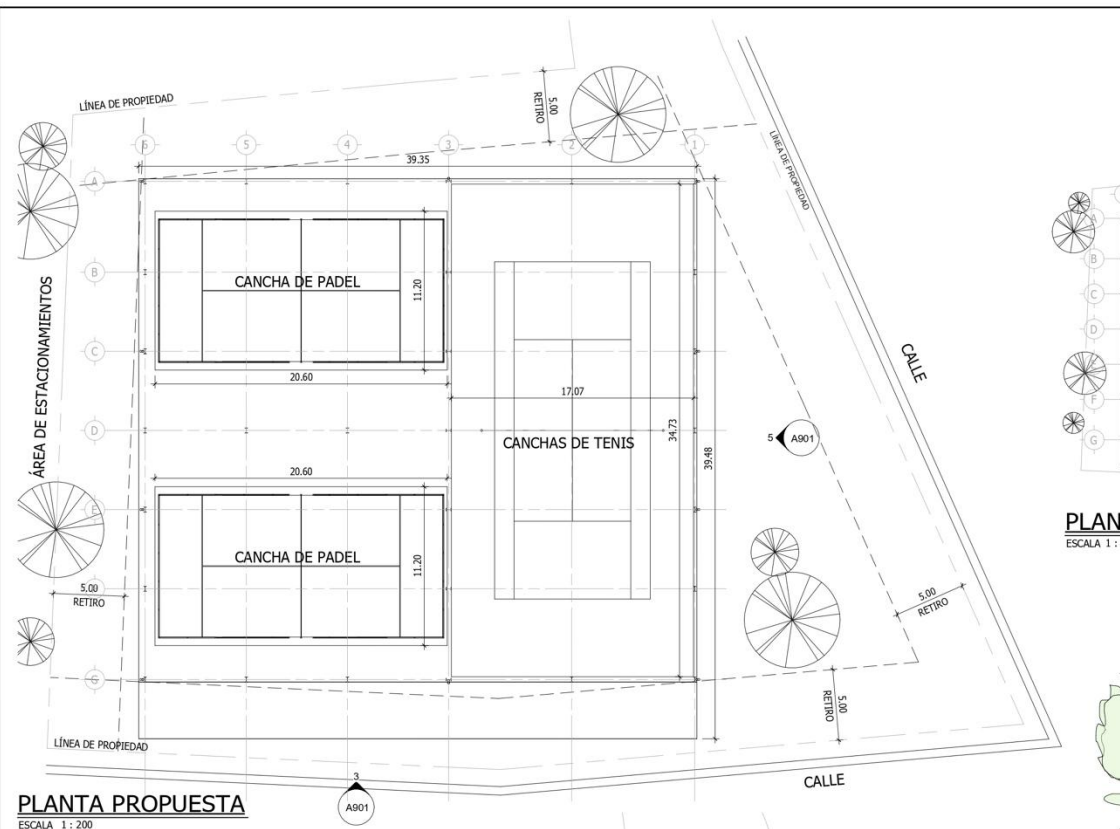 LÍNEA DE PROPIEDAD
5.00
RETIRO
6
5
4
3
2
1
39.35
LÍNEA DE PROPIEDAD
A
CANCHA DE PADEL
11.20
B
C
20.60
ÁREA DE ESTACIONAMIENTOS
CALLE
17.07
D
CANCHAS DE TENIS
34.73
39.48
5
A901
20.60
E
CANCHA DE PADEL
11.20
5.00
RETIRO
5.00
RETIRO
G
5.00
RETIRO
LÍNEA DE PROPIEDAD
CALLE
3
A901
PLANTA PROPUESTA
ESCALA 1 : 200
A
B
C
D
F
G
PLAN
ESCALA 1 :